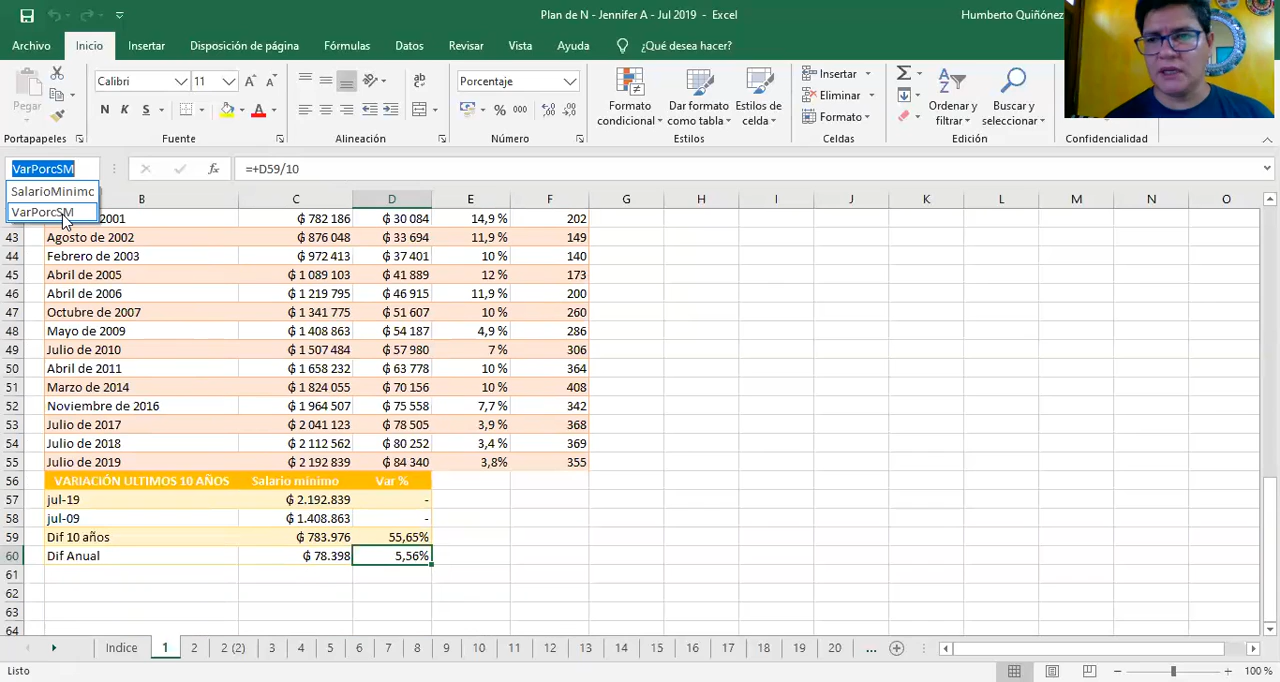 Plan de N - Jennifer A - Jul 2019 - Excel
Humberto Quiñónez
Archivo Inicio Insertar Disposición de página Fórmulas Datos Revisar Vista Ayuda ¿Qué desea hacer?
Pegar
Calibri 11
N K S
Porcentaje
% 000
Formato condicional
Dar formato como tabla
Estilos de celda
Insertar
Eliminar
Formato
Ordenar y filtrar
Buscar y seleccionar
Portapapeles Fuente Alineación Número Estilos Celdas Edición Confidencialidad
VarPorcSM fx =+D59/10
SalarioMinimo
VarPorcSM
B C D E F G H I J K L M N O
2001 ₲ 782 186 ₲ 30 084 14,9 % 202
43 Agosto de 2002 ₲ 876 048 ₲ 33 694 11,9 % 149
44 Febrero de 2003 ₲ 972 413 ₲ 37 401 10 % 140
45 Abril de 2005 ₲ 1 089 103 ₲ 41 889 12 % 173
46 Abril de 2006 ₲ 1 219 795 ₲ 46 915 11,9 % 200
47 Octubre de 2007 ₲ 1 341 775 ₲ 51 607 10 % 260
48 Mayo de 2009 ₲ 1 408 863 ₲ 54 187 4,9 % 286
49 Julio de 2010 ₲ 1 507 484 ₲ 57 980 7 % 306
50 Abril de 2011 ₲ 1 658 232 ₲ 63 778 10 % 364
51 Marzo de 2014 ₲ 1 824 055 ₲ 70 156 10 % 408
52 Noviembre de 2016 ₲ 1 964 507 ₲ 75 558 7,7 % 342
53 Julio de 2017 ₲ 2 041 123 ₲ 78 505 3,9 % 368
54 Julio de 2018 ₲ 2 112 562 ₲ 80 252 3,4 % 369
55 Julio de 2019 ₲ 2 192 839 ₲ 84 340 3,8% 355
56 VARIACIÓN ULTIMOS 10 AÑOS Salario mínimo Var %
57 jul-19 ₲ 2.192.839 -
58 jul-09 ₲ 1.408.863 -
59 Dif 10 años ₲ 783.976 55,65%
60 Dif Anual ₲ 78.398 5,56%
61
62
63
64
Indice 1 2 2 (2) 3 4 5 6 7 8 9 10 11 12 13 14 15 16 17 18 19 20 ...
Listo 100 %